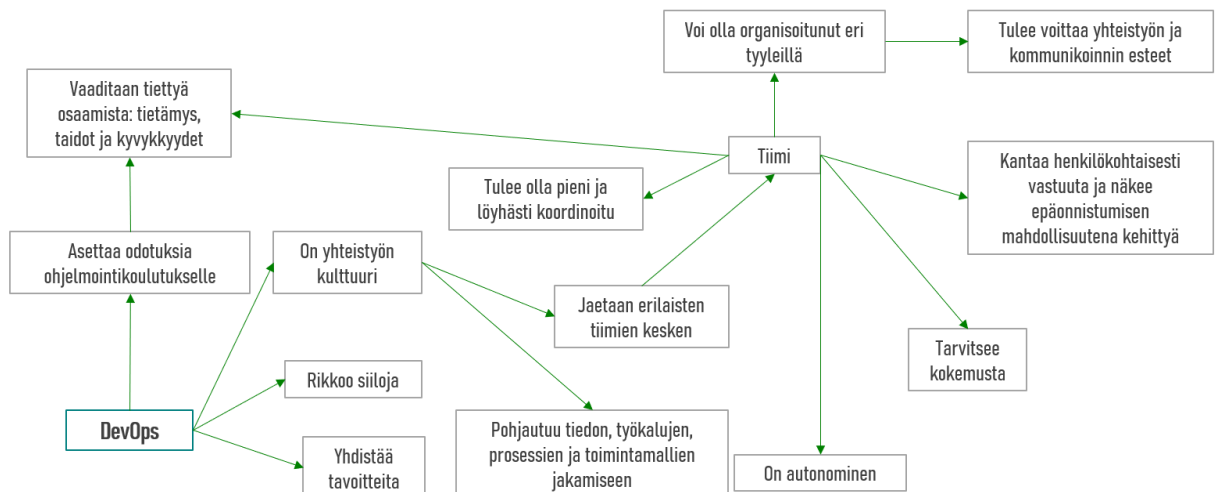 Voi olla organisoitunut eri
tyyleillä
Tulee voittaa yhteistyön ja
kommunikoinnin esteet
Vaaditaan tiettyä
osaamista: tietämys,
taidot ja kyvykkyydet
Tiimi
Kantaa henkilökohtaisesti
vastuuta ja näkee
epäonnistumisen
mahdollisuutena kehittyä
Tulee olla pieni ja
löyhästi koordinoitu
Asettaa odotuksia
ohjelmointikoulutukselle
On yhteistyön
kulttuuri
Jaetaan erilaisten
tiimien kesken
Tarvitsee
kokemusta
Rikkoo siiloja
DevOps
Yhdistää
tavoitteita
Pohjautuu tiedon, työkalujen,
prosessien ja toimintamallien
jakamiseen
On autonominen